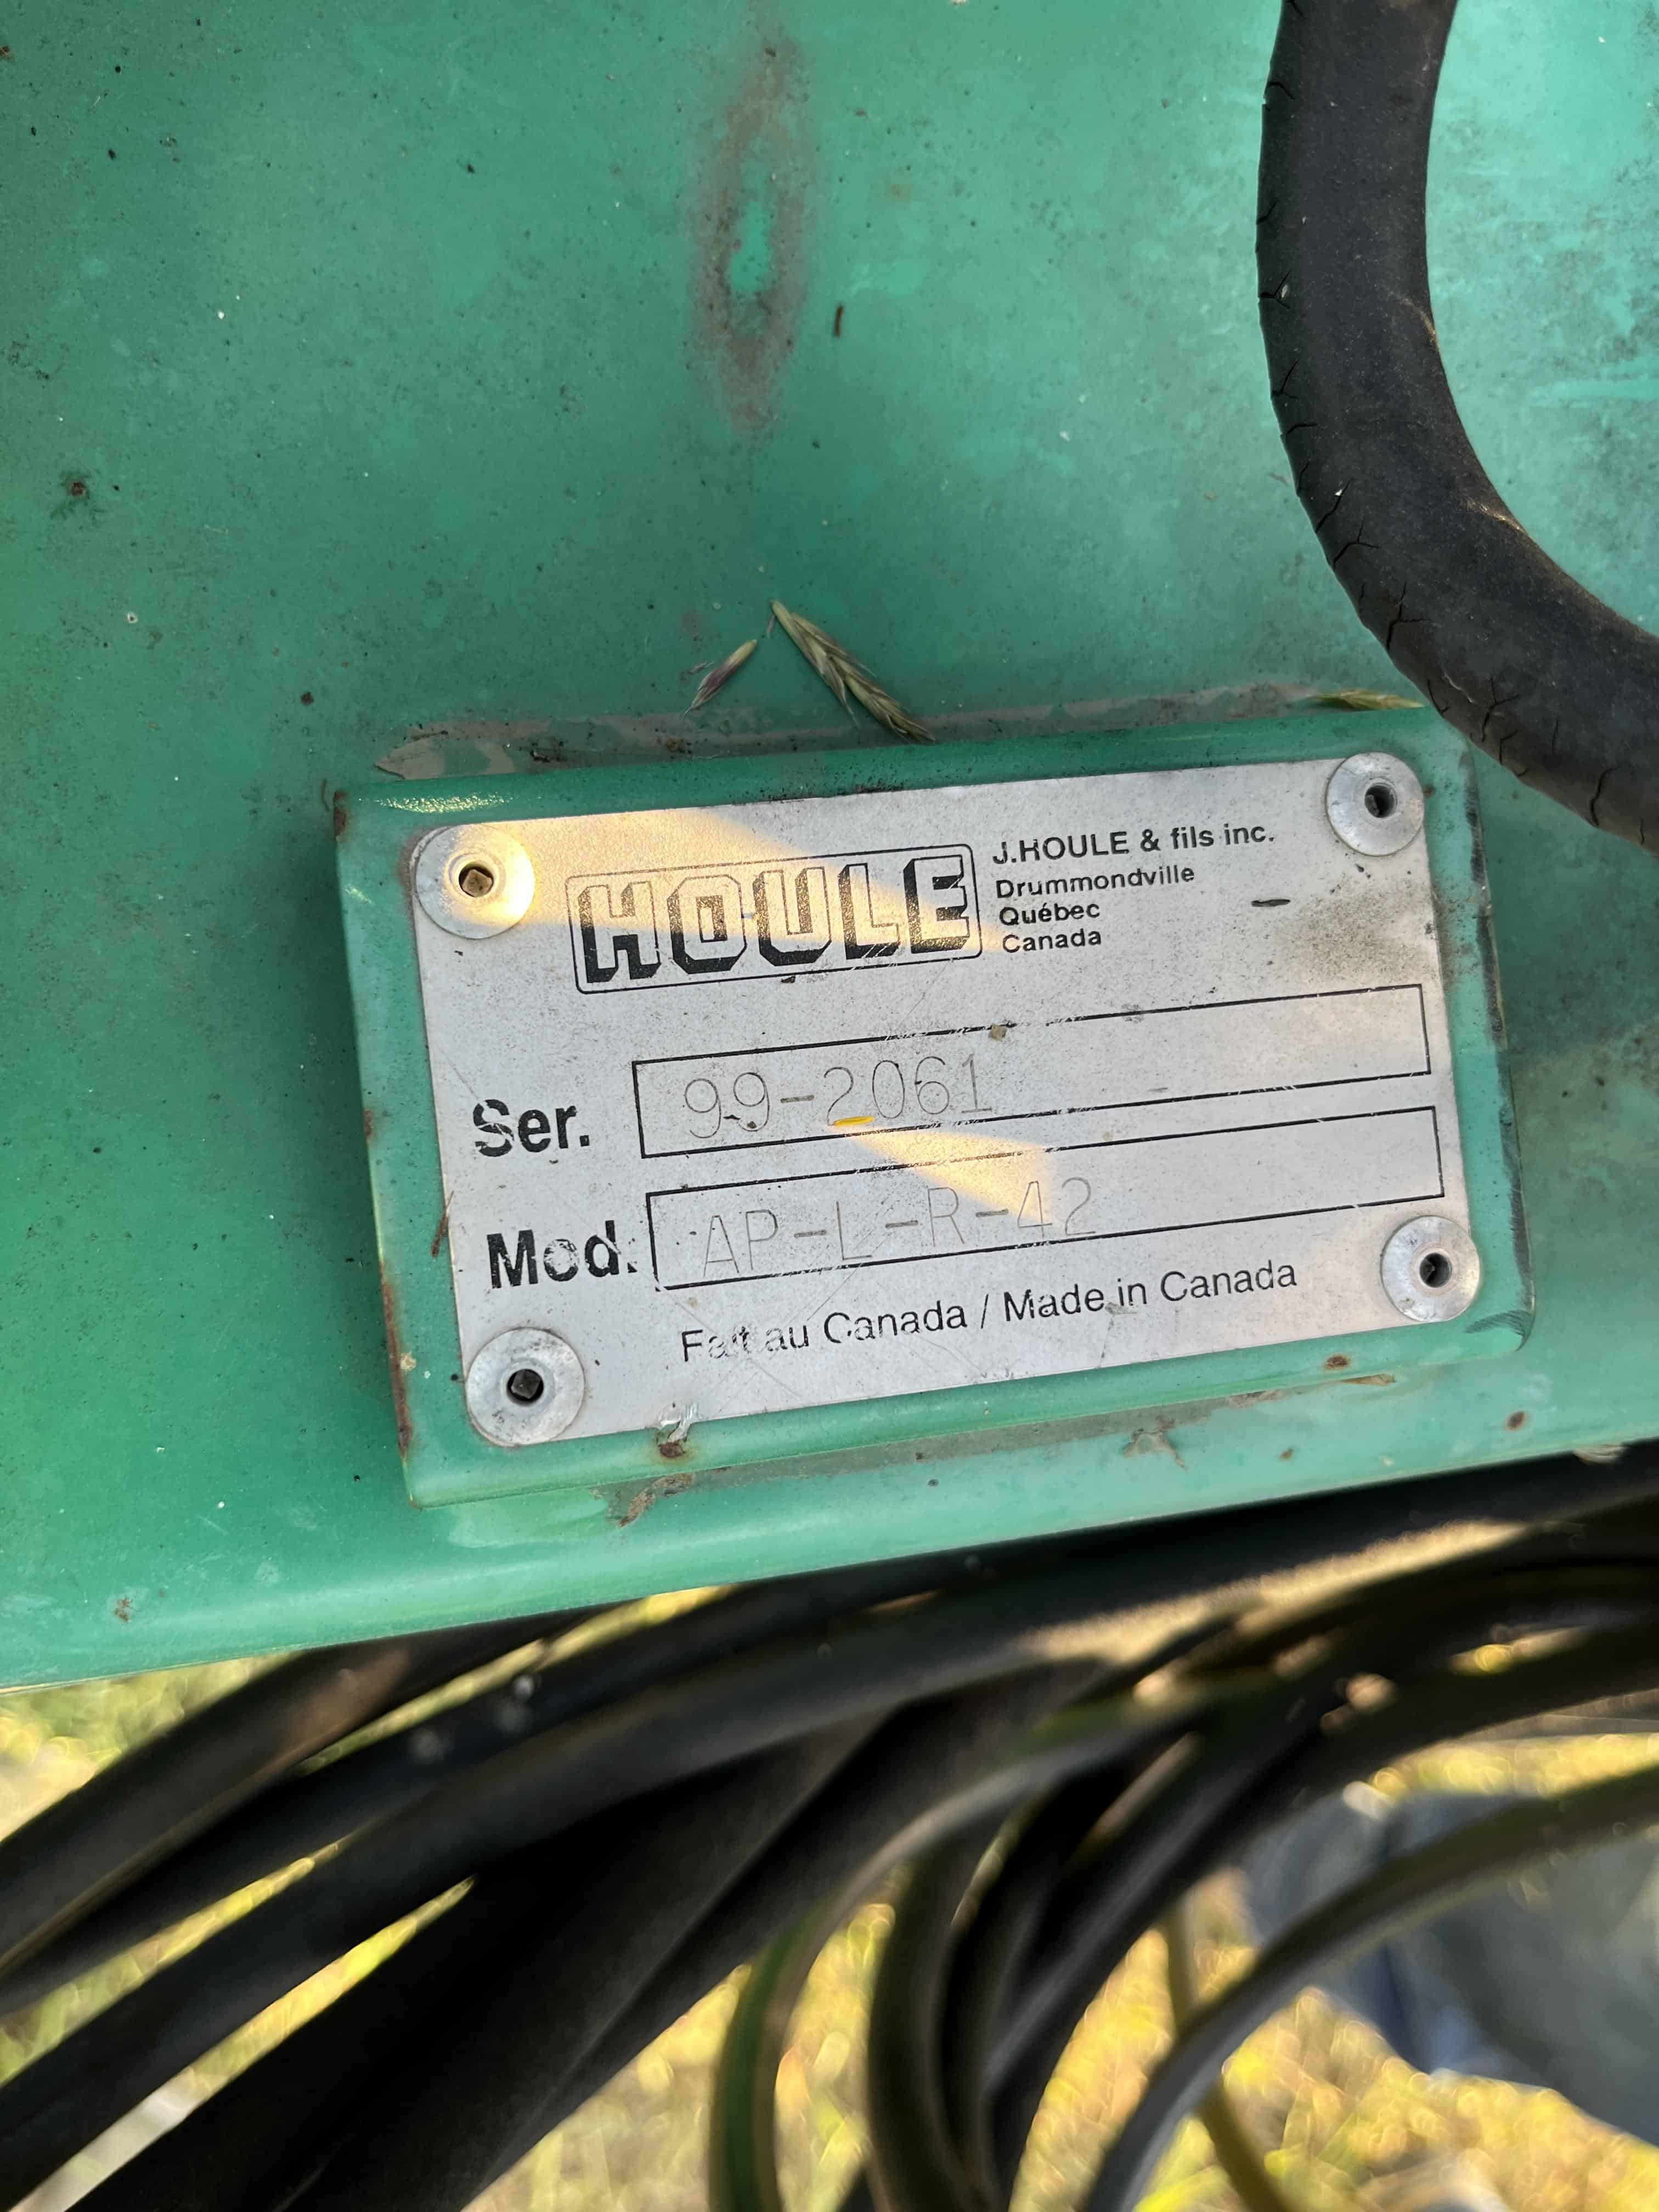 HOULE
J.HOULE & fils inc.
Drummondville
Québec
Canada
Ser. 99-2061
Mod. AP-L-R-42
Fait au Canada / Made in Canada